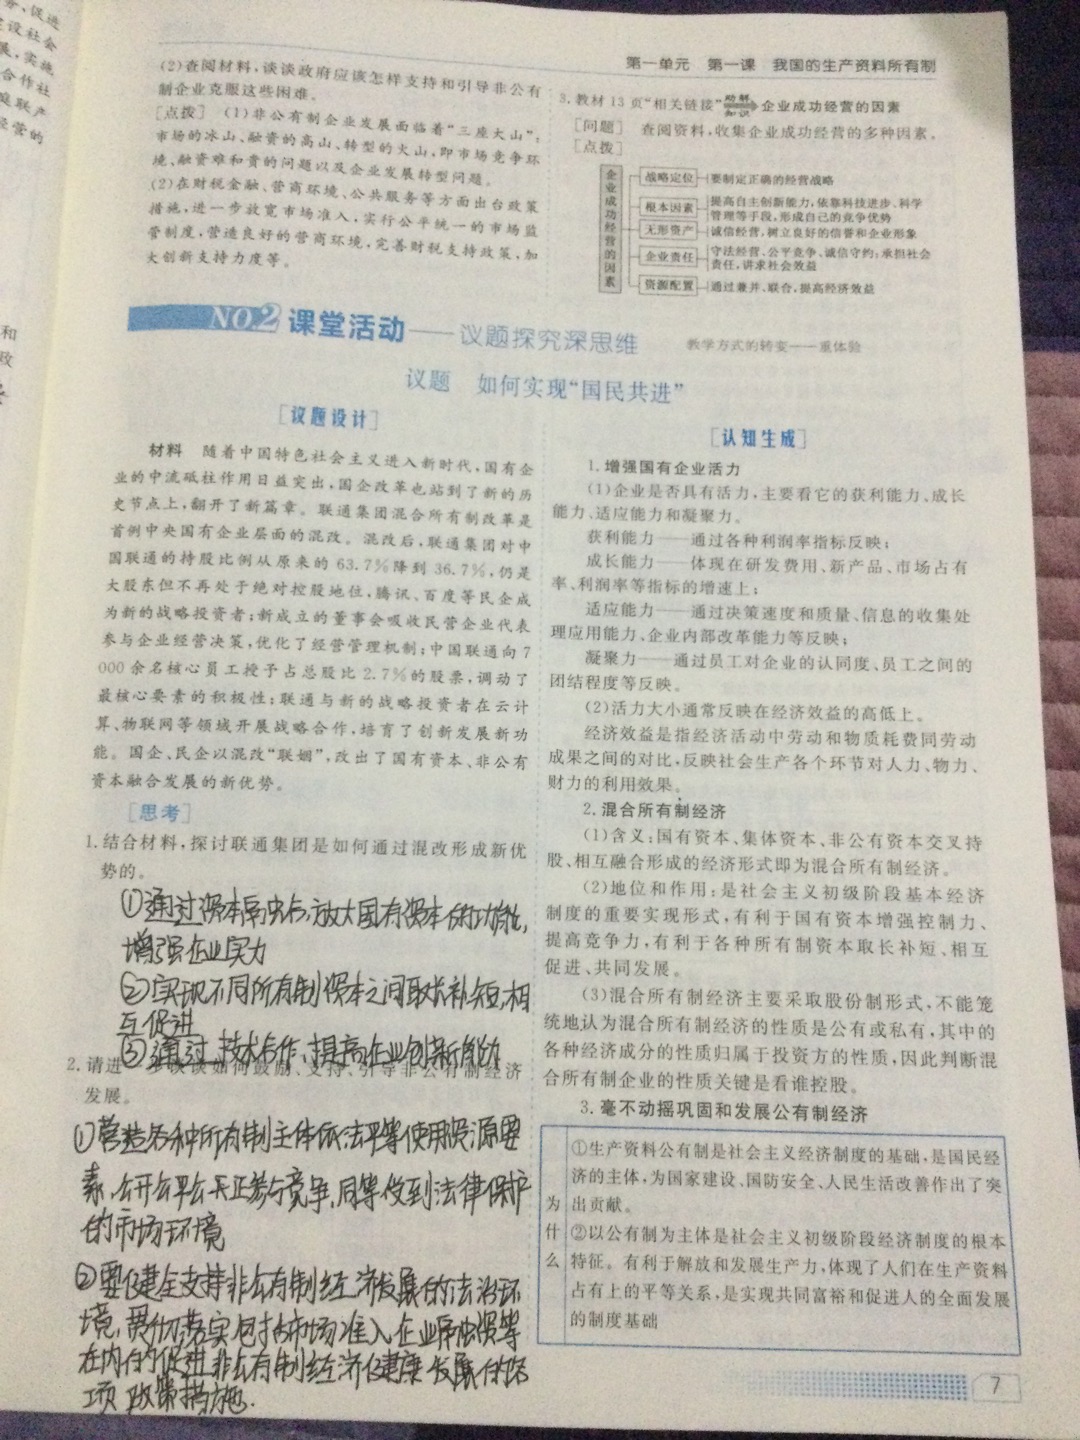 务、促进
建设社会
展,实施
合作社
庭联产
经营的
和
政
第一单元 第一课 我国的生产资料所有制
(2)查阅材料,谈谈政府应该怎样支持和引导非公有
制企业克服这些困难。
[点拨] (1)非公有制企业发展面临着“三座大山”:
市场的冰山、融资的高山、转型的火山,即市场竞争环
境、融资难和贵的问题以及企业发展转型问题。
(2)在财税金融、营商环境、公共服务等方面出台政策
措施,进一步放宽市场准入,实行公平统一的市场监
管制度,营造良好的营商环境,完善财税支持政策,加
大创新支持力度等。
3.教材13页“相关链接”助解知识企业成功经营的因素
[问题] 查阅资料,收集企业成功经营的多种因素。
[点拨]
企业成功经营的因素
战略定位 要制定正确的经营战略
根本因素 提高自主创新能力,依靠科技进步、科学
管理等手段,形成自己的竞争优势
无形资产 诚信经营,树立良好的信誉和企业形象
企业责任 守法经营、公平竞争、诚信守约;承担社会
责任,讲求社会效益
资源配置 通过兼并、联合,提高经济效益
NO.2 课堂活动——议题探究深思维 教学方式的转变——重体验
议题 如何实现“国民共进”
[议题设计]
材料 随着中国特色社会主义进入新时代,国有企
业的中流砥柱作用日益突出,国企改革也站到了新的历
史节点上,翻开了新篇章。联通集团混合所有制改革是
首例中央国有企业层面的混改。混改后,联通集团对中
国联通的持股比例从原来的63.7%降到36.7%,仍是
大股东但不再处于绝对控股地位,腾讯、百度等民企成
为新的战略投资者;新成立的董事会吸收民营企业代表
参与企业经营决策,优化了经营管理机制;中国联通向7
000余名核心员工授予占总股比2.7%的股票,调动了
最核心要素的积极性;联通与新的战略投资者在云计
算、物联网等领域开展战略合作,培育了创新发展新功
能。国企、民企以混改“联姻”,改出了国有资本、非公有
资本融合发展的新优势。
[思考]
1.结合材料,探讨联通集团是如何通过混改形成新优
势的。
①通过资本合,放大国有资本的功能,
增强企业实力
②实现不同所有制资本之间取长补短,相
互促进
③通过技术合作,提高企业创新能力
2.请进一步谈谈如何鼓励、支持、引导非公有制经济
发展。
①营造各种所有制主体依法平等使用资源要
素,公开公平公正参与竞争,同等受到法律保护
的市场环境
②要健全支持非公有制经济发展的法治环
境,贯彻落实包括市场准入企业融资等
在内的促进非公有制经济健康发展的各
项政策措施.
[认知生成]
1.增强国有企业活力
(1)企业是否具有活力,主要看它的获利能力、成长
能力、适应能力和凝聚力。
获利能力——通过各种利润率指标反映;
成长能力——体现在研发费用、新产品、市场占有
率、利润率等指标的增速上;
适应能力——通过决策速度和质量、信息的收集处
理应用能力、企业内部改革能力等反映;
凝聚力——通过员工对企业的认同度、员工之间的
团结程度等反映。
(2)活力大小通常反映在经济效益的高低上。
经济效益是指经济活动中劳动和物质耗费同劳动
成果之间的对比,反映社会生产各个环节对人力、物力、
财力的利用效果。
2.混合所有制经济
(1)含义:国有资本、集体资本、非公有资本交叉持
股、相互融合形成的经济形式即为混合所有制经济。
(2)地位和作用:是社会主义初级阶段基本经济
制度的重要实现形式,有利于国有资本增强控制力、
提高竞争力,有利于各种所有制资本取长补短、相互
促进、共同发展。
(3)混合所有制经济主要采取股份制形式,不能笼
统地认为混合所有制经济的性质是公有或私有,其中的
各种经济成分的性质归属于投资方的性质,因此判断混
合所有制企业的性质关键是看谁控股。
3.毫不动摇巩固和发展公有制经济
为什么
①生产资料公有制是社会主义经济制度的基础,是国民经
济的主体,为国家建设、国防安全、人民生活改善作出了突
出贡献。
②以公有制为主体是社会主义初级阶段经济制度的根本
特征。有利于解放和发展生产力,体现了人们在生产资料
占有上的平等关系,是实现共同富裕和促进人的全面发展
的制度基础
7